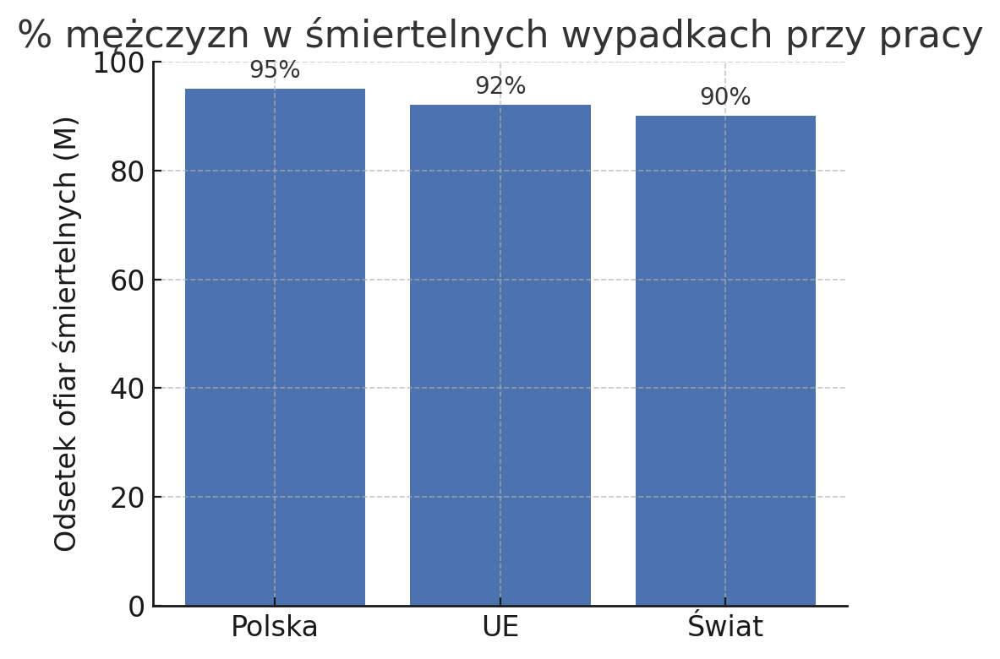 % mężczyzn w śmiertelnych wypadkach przy pracy
Odsetek ofiar śmiertelnych (M)
100
80
60
40
20
0
95%
92%
90%
Polska
UE
Świat